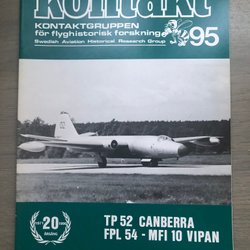 kontakt
KONTAKTGRUPPEN
för flyghistorisk forskning
Swedish Aviation Historical Research Group
95
20
TP 52 CANBERRA
FPL 54 - MFI 10 VIPAN